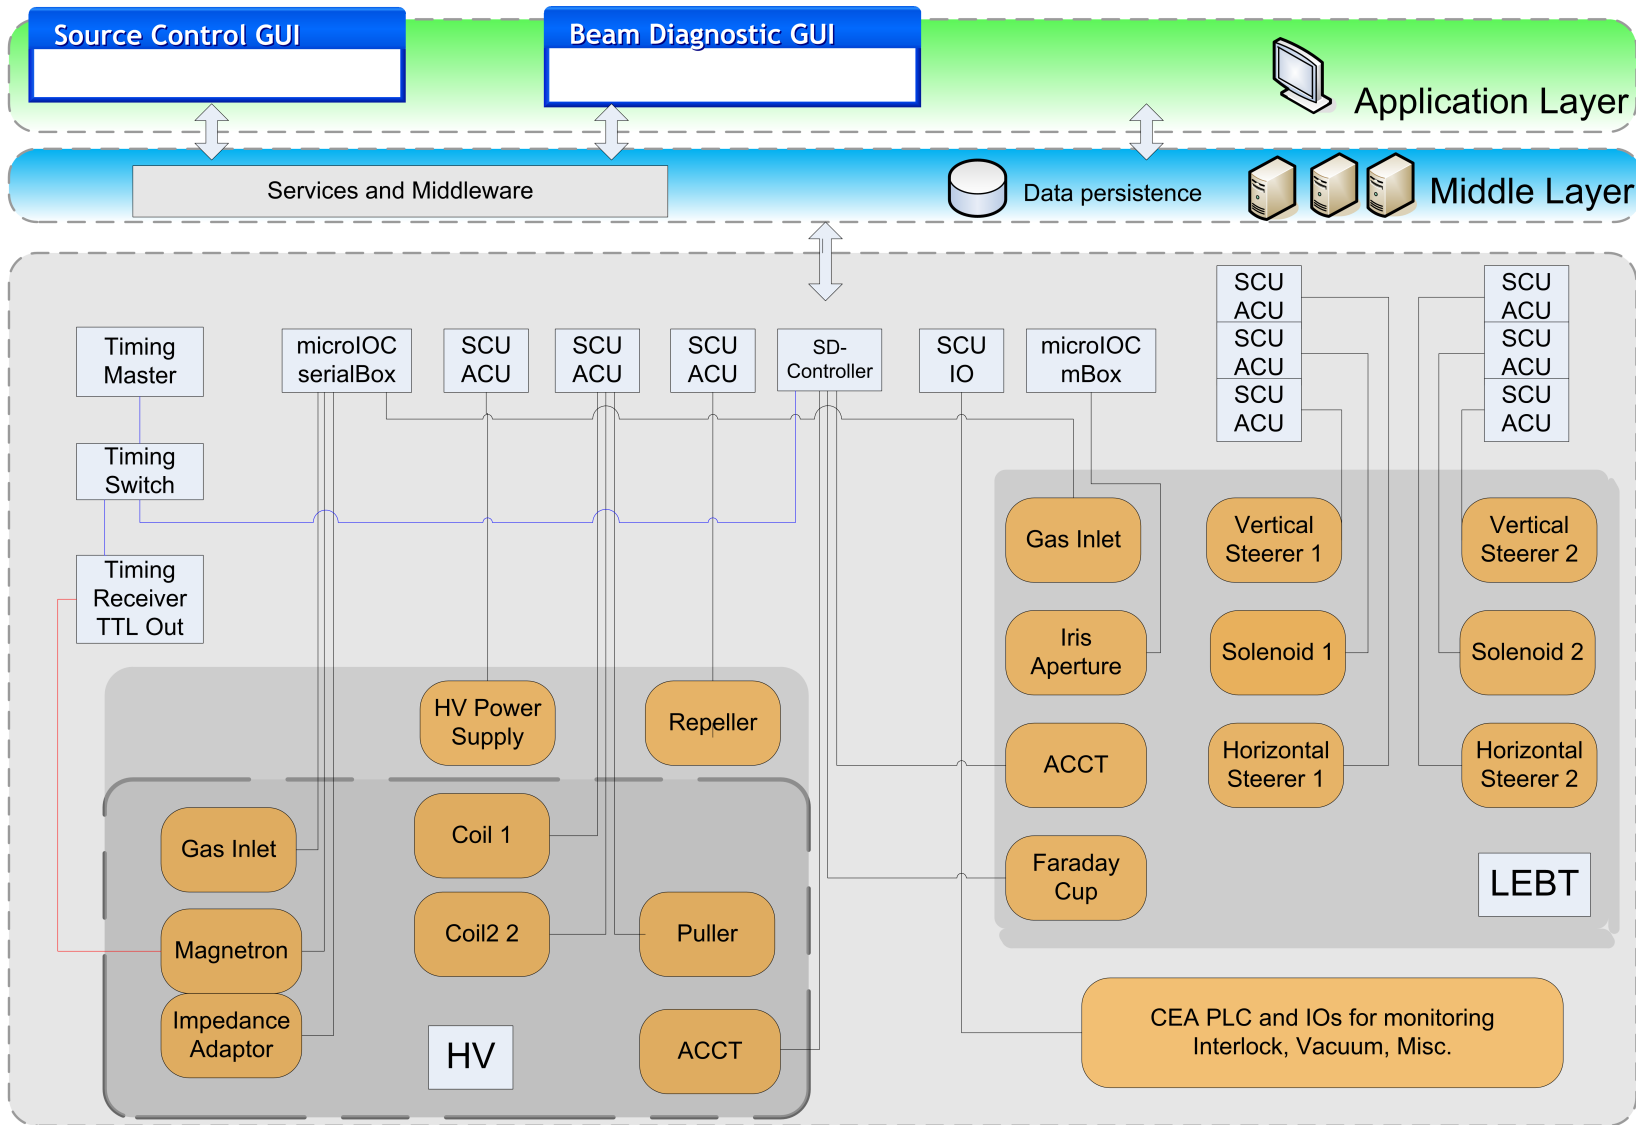 Source Control GUI
Beam Diagnostic GUI
Application Layer
Services and Middleware
Data persistence
Middle Layer
Timing
Master
microIOC
serialBox
SCU
ACU
SCU
ACU
SCU
ACU
SD-
Controller
SCU
IO
microIOC
mBox
SCU
ACU
SCU
ACU
SCU
ACU
SCU
ACU
SCU
ACU
SCU
ACU
Timing
Switch
Timing
Receiver
TTL Out
Gas Inlet
Vertical
Steerer 1
Vertical
Steerer 2
Iris
Aperture
Solenoid 1
Solenoid 2
HV Power
Supply
Repeller
ACCT
Horizontal
Steerer 1
Horizontal
Steerer 2
Gas Inlet
Coil 1
Faraday
Cup
LEBT
Magnetron
Coil2 2
Puller
Impedance
Adaptor
HV
ACCT
CEA PLC and IOs for monitoring
Interlock, Vacuum, Misc.